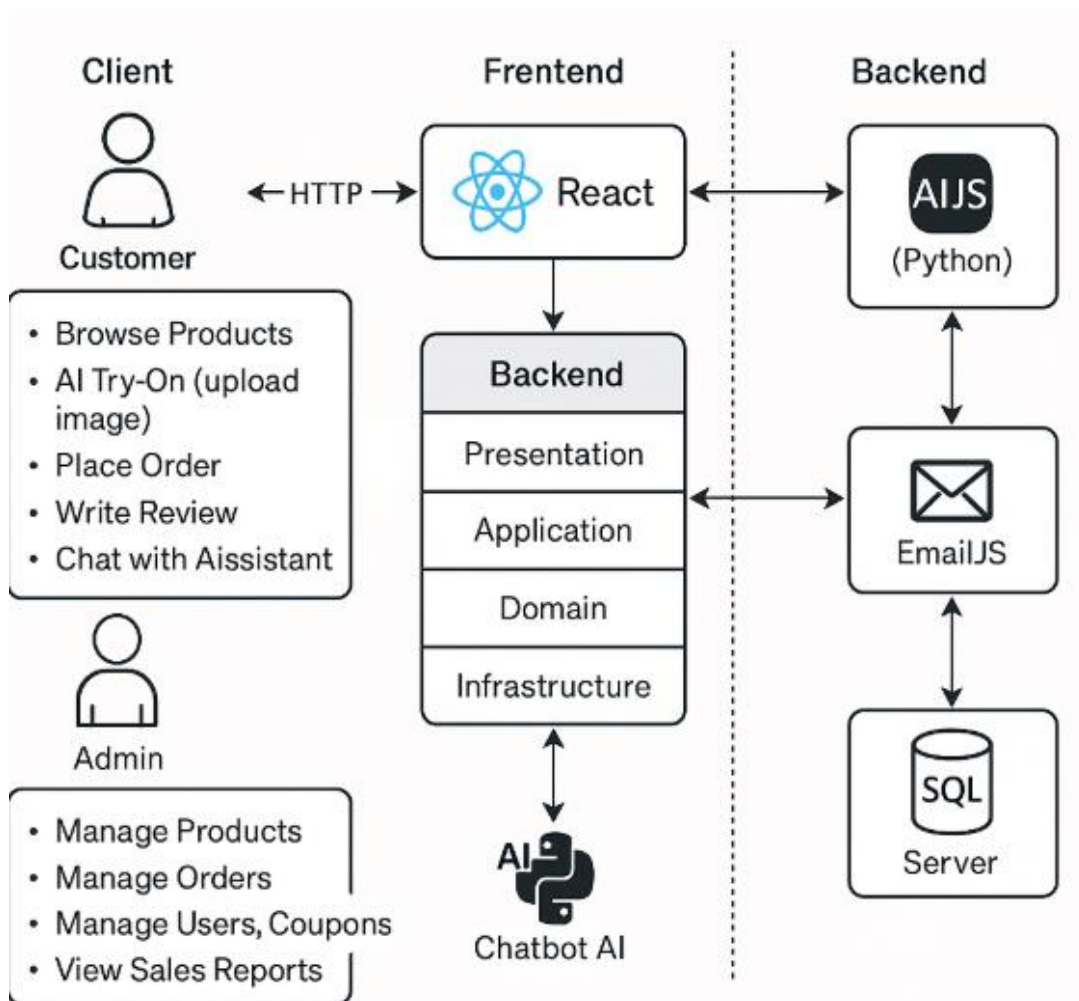 Client
Customer
• Browse Products
• AI Try-On (upload
image)
• Place Order
• Write Review
• Chat with Aissistant
Admin
• Manage Products
• Manage Orders
• Manage Users, Coupons
• View Sales Reports
HTTP
Frentend
React
Backend
Presentation
Application
Domain
Infrastructure
AI
Chatbot AI
Backend
AIJS
(Python)
EmailJS
SQL
Server